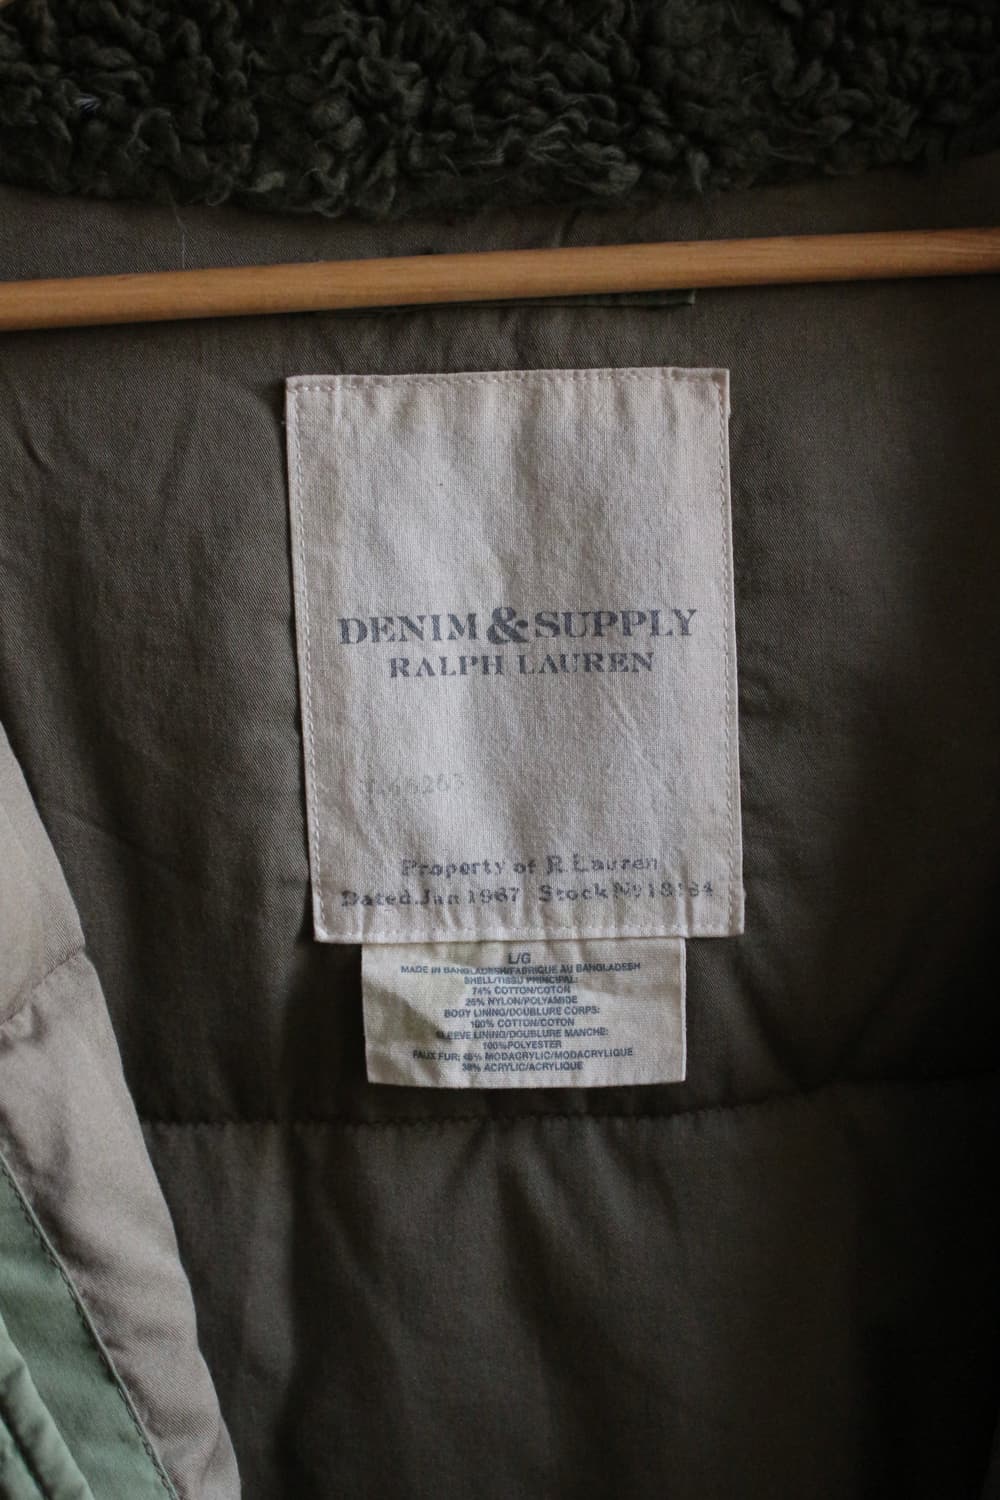 DENIM & SUPPLY
RALPH LAUREN
Property of R. Lauren
Dated. Jan 1967 Stock №
L/G
MADE IN BANGLADESH/FABRIQUE AU BANGLADESH
SHELL/TISSU PRINCIPAL:
74% COTTON/COTON
26% NYLON/POLYAMIDE
BODY LINING/DOUBLURE CORPS:
100% COTTON/COTON
SLEEVE LINING/DOUBLURE MANCHE:
100% POLYESTER
FAUX FUR: MODACRYLIC/MODACRYLIQUE
ACRYLIC/ACRYLIQUE